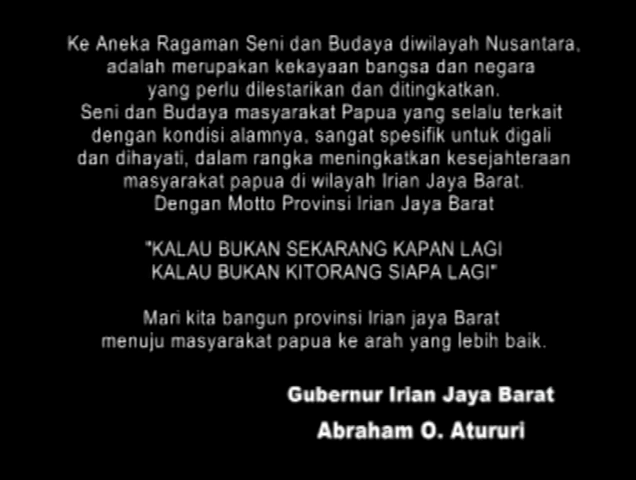 Ke Aneka Ragaman Seni dan Budaya diwilayah Nusantara,
adalah merupakan kekayaan bangsa dan negara
yang perlu dilestarikan dan ditingkatkan.
Seni dan Budaya masyarakat Papua yang selalu terkait
dengan kondisi alamnya, sangat spesifik untuk digali
dan dihayati, dalam rangka meningkatkan kesejahteraan
masyarakat papua di wilayah Irian Jaya Barat.
Dengan Motto Provinsi Irian Jaya Barat
"KALAU BUKAN SEKARANG KAPAN LAGI
KALAU BUKAN KITORANG SIAPA LAGI"
Mari kita bangun provinsi Irian jaya Barat
menuju masyarakat papua ke arah yang lebih baik.
Gubernur Irian Jaya Barat
Abraham O. Atururi